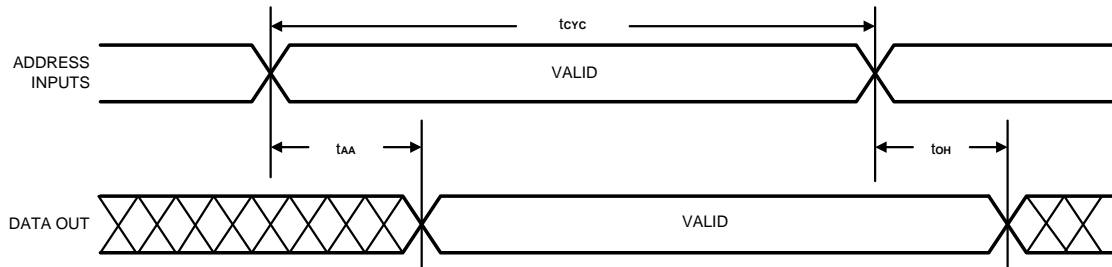 tCYC
ADDRESS
INPUTS
VALID
tAA
tOH
DATA OUT
VALID